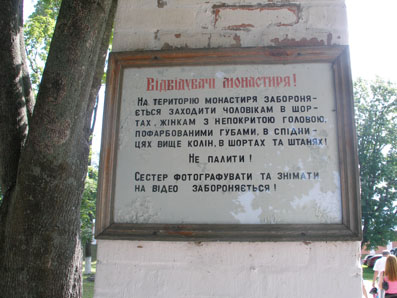 Відвідувачі монастиря!
На територію монастиря забороня-
ється заходити чоловікам в шор-
тах, жінкам з непокритою головою,
пофарбованими губами, в спідни-
цях вище колін, в шортах та штанях!
Не палити!
Сестер фотографувати та знімати
на відео забороняється!